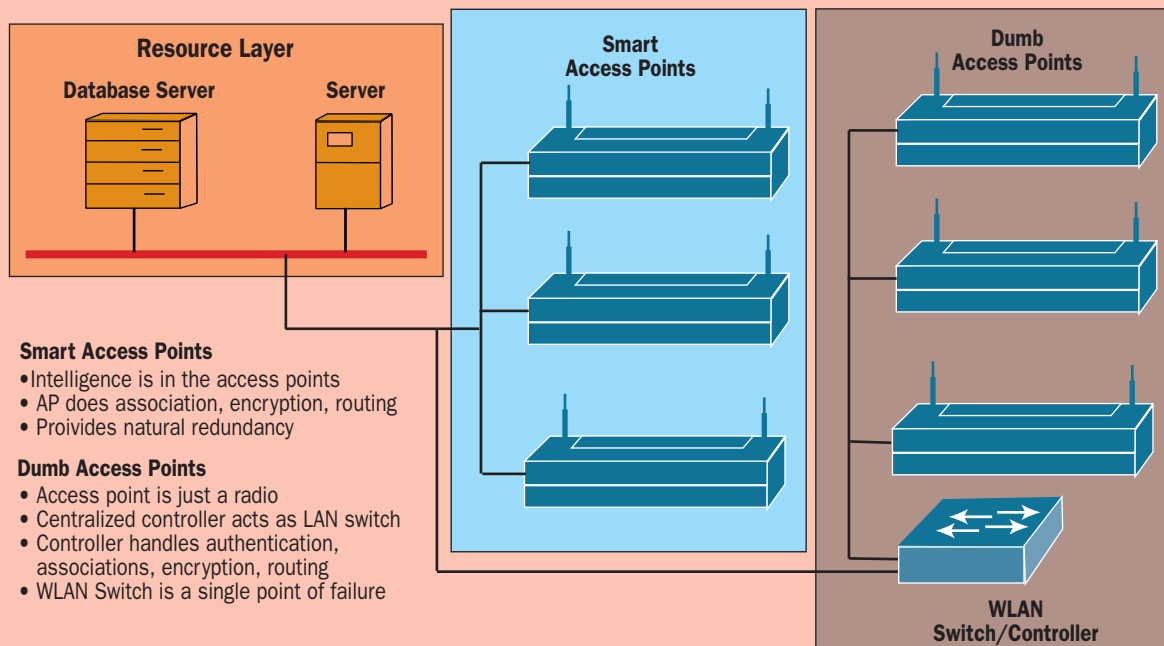 Resource Layer
Database Server
Server
Smart
Access Points
Dumb
Access Points
Smart Access Points
•Intelligence is in the access points
• AP does association, encryption, routing
• Proivides natural redundancy
Dumb Access Points
• Access point is just a radio
• Centralized controller acts as LAN switch
• Controller handles authentication,
associations, encryption, routing
• WLAN Switch is a single point of failure
WLAN
Switch/Controller